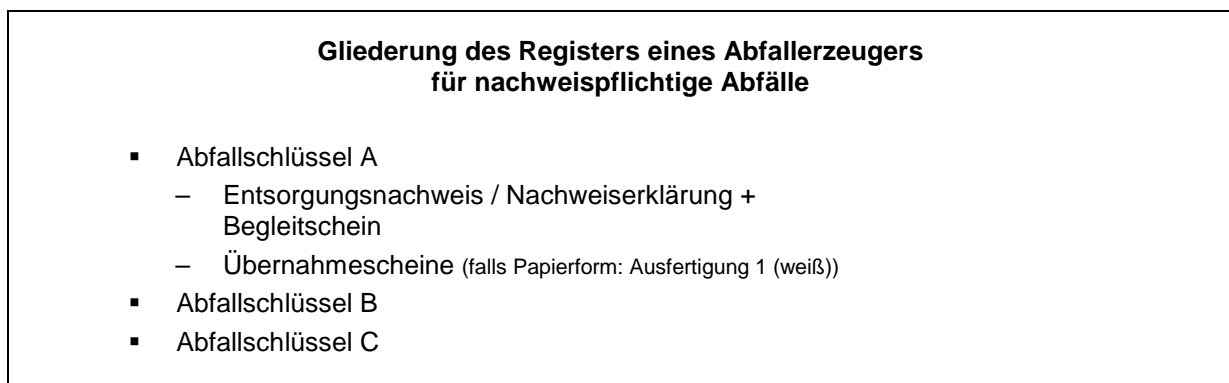 Gliederung des Registers eines Abfallerzeugers
für nachweispflichtige Abfälle
▪ Abfallschlüssel A
– Entsorgungsnachweis / Nachweiserklärung +
Begleitschein
– Übernahmescheine (falls Papierform: Ausfertigung 1 (weiß))
▪ Abfallschlüssel B
▪ Abfallschlüssel C